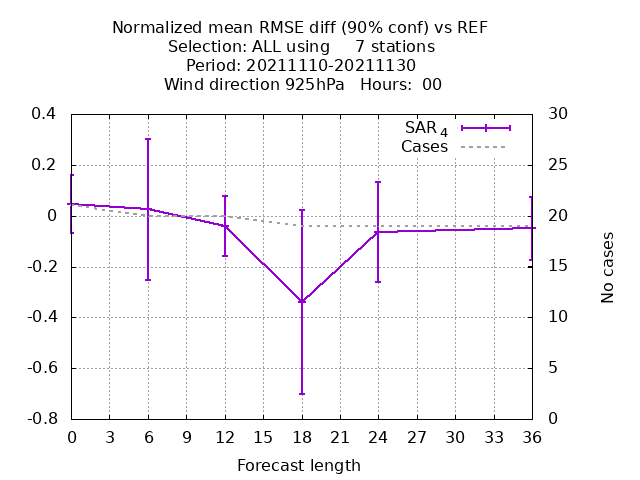 Normalized mean RMSE diff (90% conf) vs REF
Selection: ALL using     7 stations
Period: 20211110-20211130
Wind direction 925hPa   Hours:  00
SAR 4
Cases
0.4
0.2
0
-0.2
-0.4
-0.6
-0.8
30
25
20
15
10
5
0
No cases
0 3 6 9 12 15 18 21 24 27 30 33 36
Forecast length